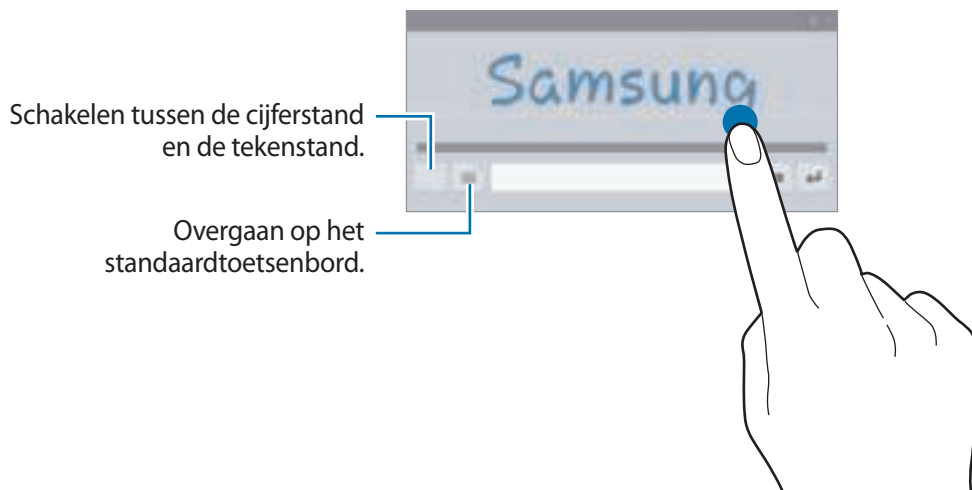 Samsung
Schakelen tussen de cijferstand
en de tekenstand.
Overgaan op het
standaardtoetsenbord.